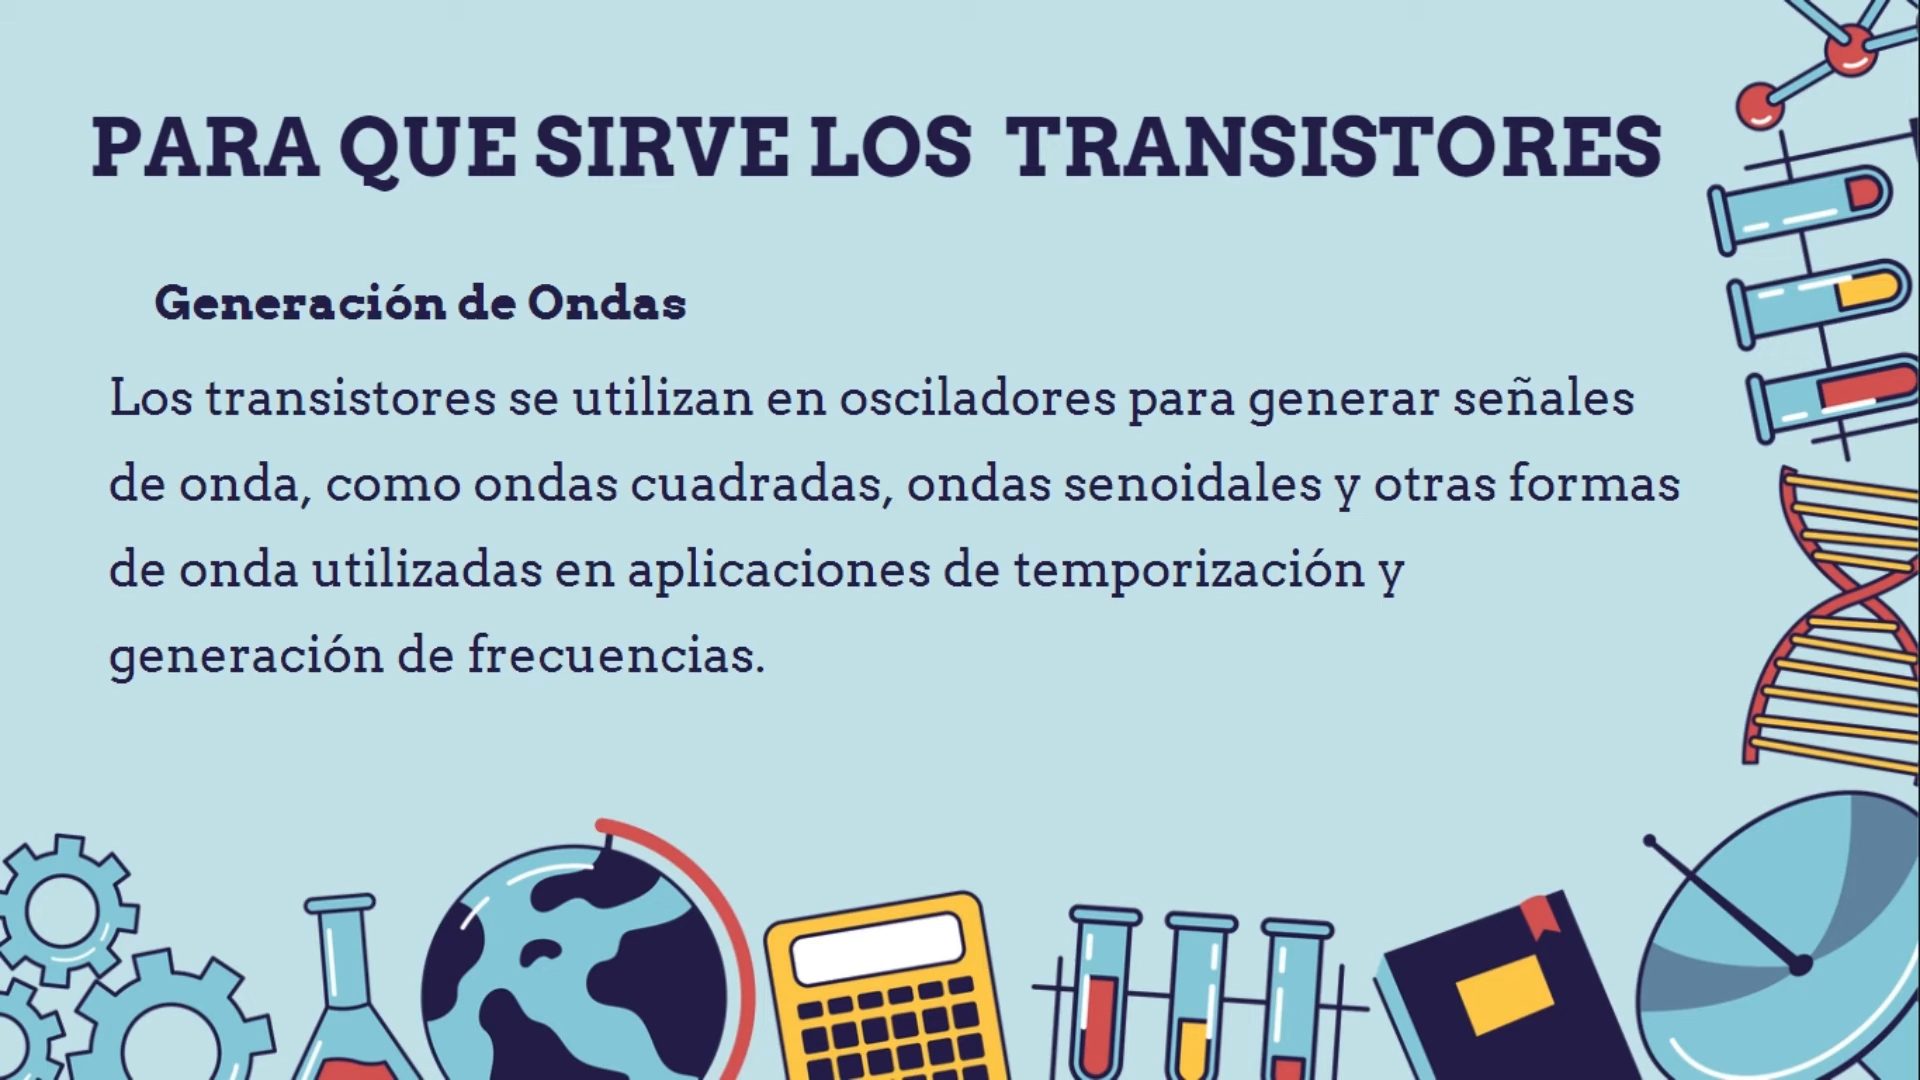 PARA QUE SIRVE LOS TRANSISTORES
Generación de Ondas
Los transistores se utilizan en osciladores para generar señales
de onda, como ondas cuadradas, ondas senoidales y otras formas
de onda utilizadas en aplicaciones de temporización y
generación de frecuencias.